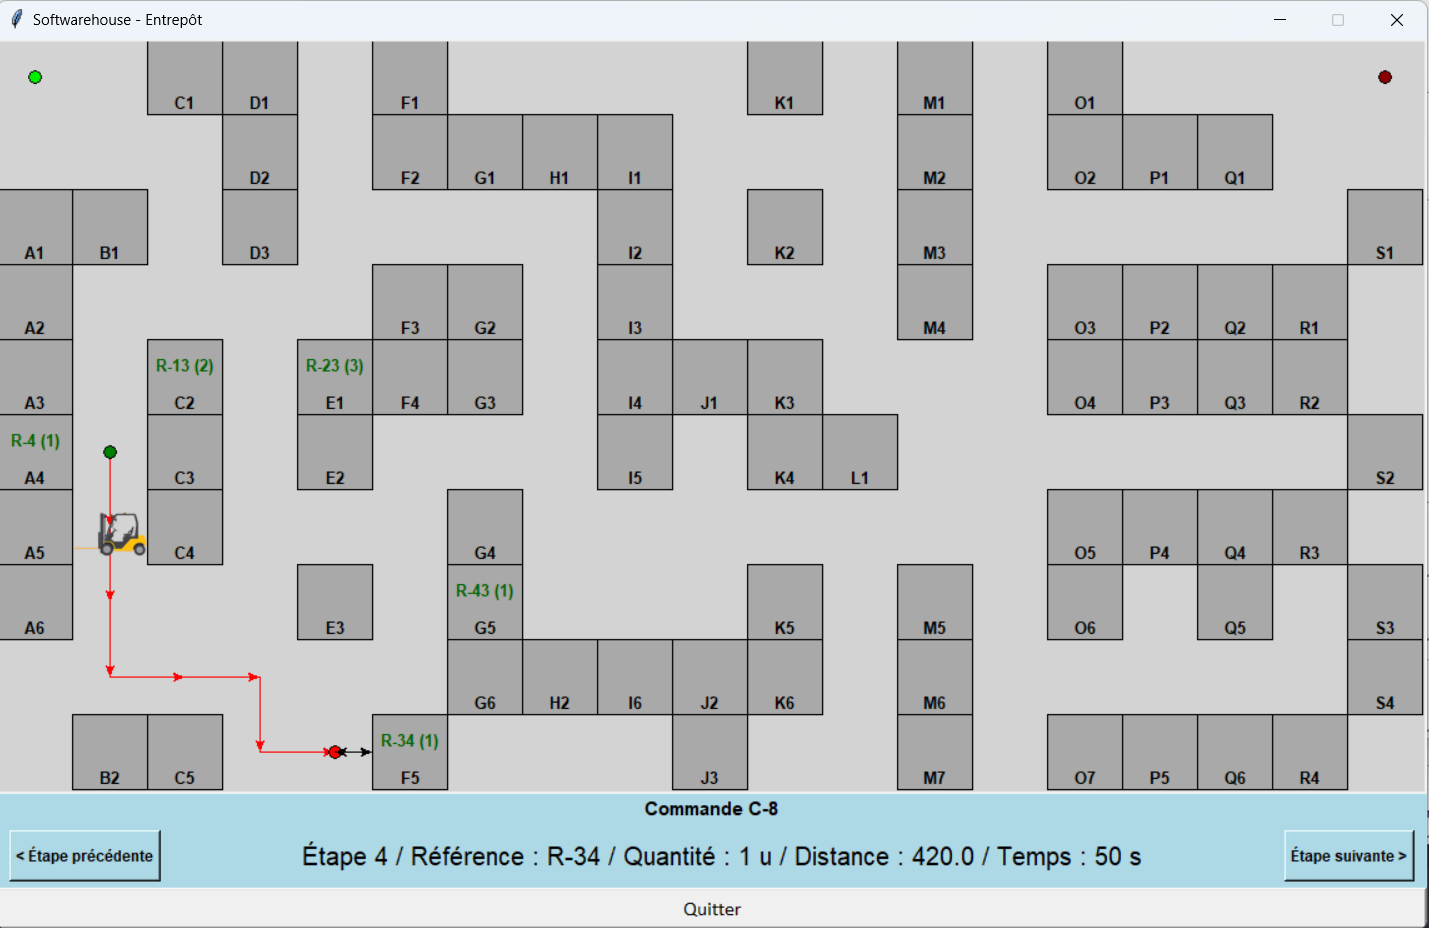 Softwarehouse - Entrepôt
C1 D1 F1 K1 M1 O1
D2 F2 G1 H1 I1 M2 O2 P1 Q1
A1 B1 D3 I2 K2 M3 S1
A2 F3 G2 I3 M4 O3 P2 Q2 R1
R-13 (2) R-23 (3)
A3 C2 E1 F4 G3 I4 J1 K3 O4 P3 Q3 R2
R-4 (1)
A4 C3 E2 I5 K4 L1 S2
A5 C4 G4 O5 P4 Q4 R3
R-43 (1)
A6 E3 G5 K5 M5 O6 Q5 S3
G6 H2 I6 J2 K6 M6 S4
R-34 (1)
B2 C5 F5 J3 M7 O7 P5 Q6 R4
Commande C-8
< Étape précédente
Étape 4 / Référence : R-34 / Quantité : 1 u / Distance : 420.0 / Temps : 50 s
Étape suivante >
Quitter